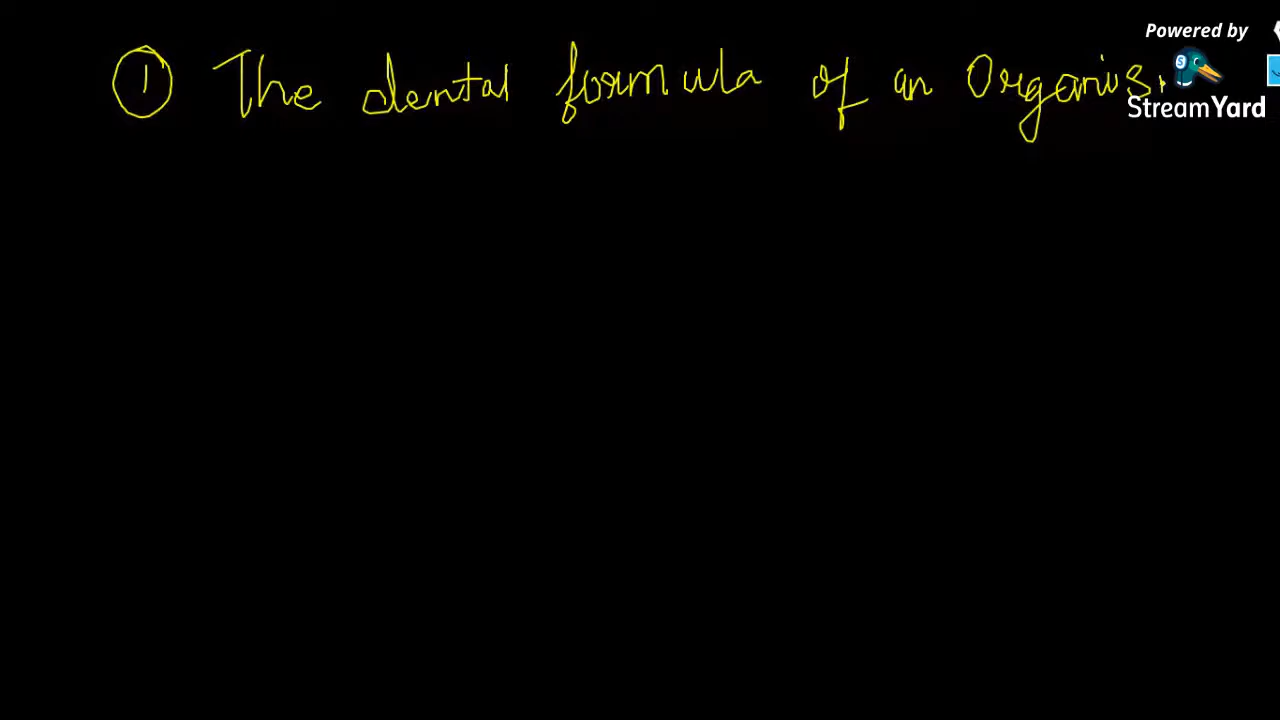 Powered by
① The dental formula of an Organis
StreamYard